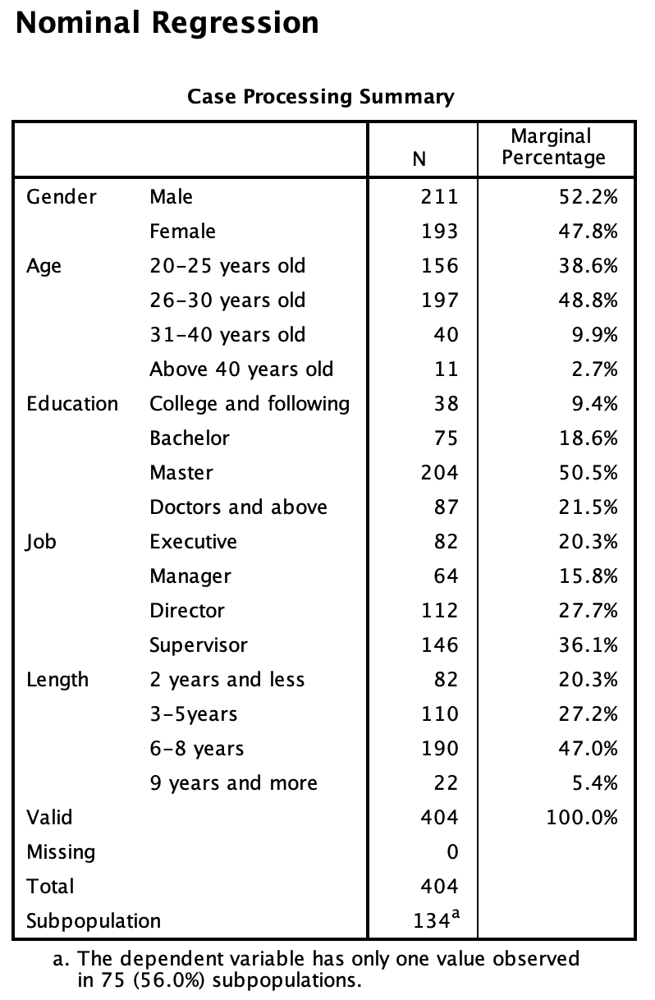 Nominal Regression
Case Processing Summary
N Marginal Percentage
Gender Male 211 52.2%
Female 193 47.8%
Age 20-25 years old 156 38.6%
26-30 years old 197 48.8%
31-40 years old 40 9.9%
Above 40 years old 11 2.7%
Education College and following 38 9.4%
Bachelor 75 18.6%
Master 204 50.5%
Doctors and above 87 21.5%
Job Executive 82 20.3%
Manager 64 15.8%
Director 112 27.7%
Supervisor 146 36.1%
Length 2 years and less 82 20.3%
3-5years 110 27.2%
6-8 years 190 47.0%
9 years and more 22 5.4%
Valid 404 100.0%
Missing 0
Total 404
Subpopulation 134a
a. The dependent variable has only one value observed
in 75 (56.0%) subpopulations.